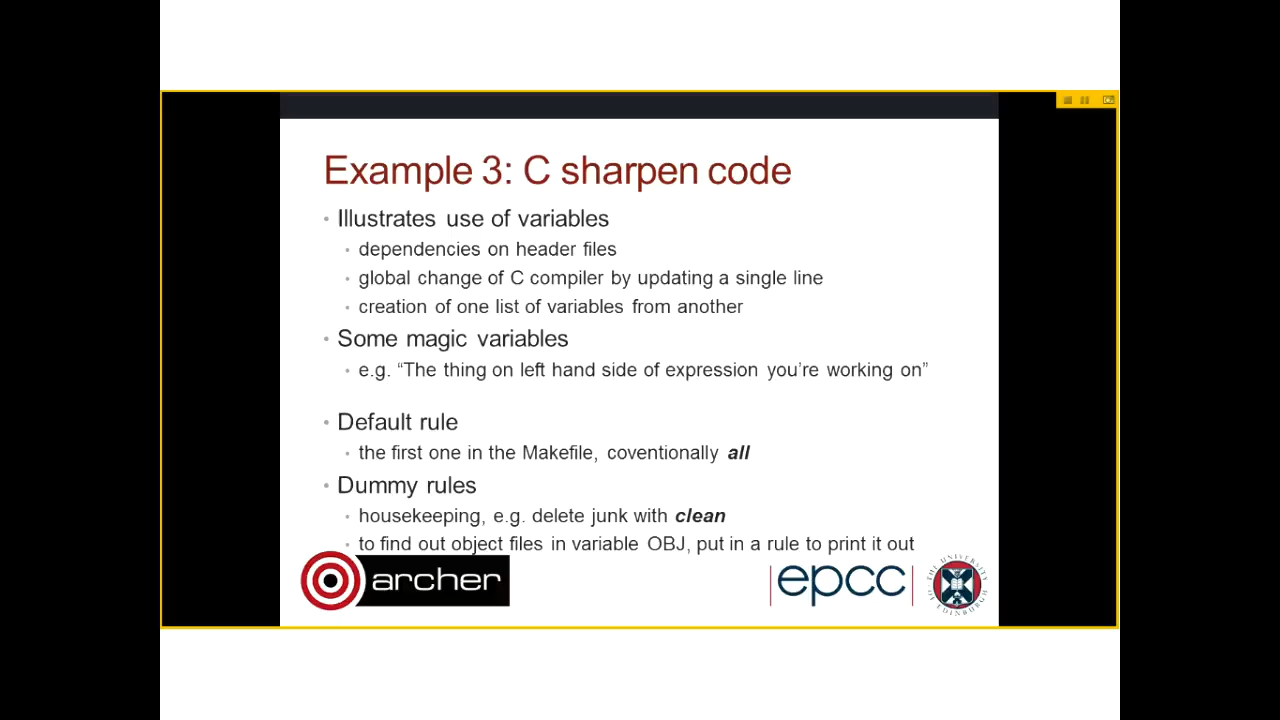 Example 3: C sharpen code
• Illustrates use of variables
• dependencies on header files
• global change of C compiler by updating a single line
• creation of one list of variables from another
• Some magic variables
• e.g. “The thing on left hand side of expression you’re working on”
• Default rule
• the first one in the Makefile, coventionally all
• Dummy rules
• housekeeping, e.g. delete junk with clean
• to find out object files in variable OBJ, put in a rule to print it out
archer
epcc
THE UNIVERSITY OF EDINBURGH